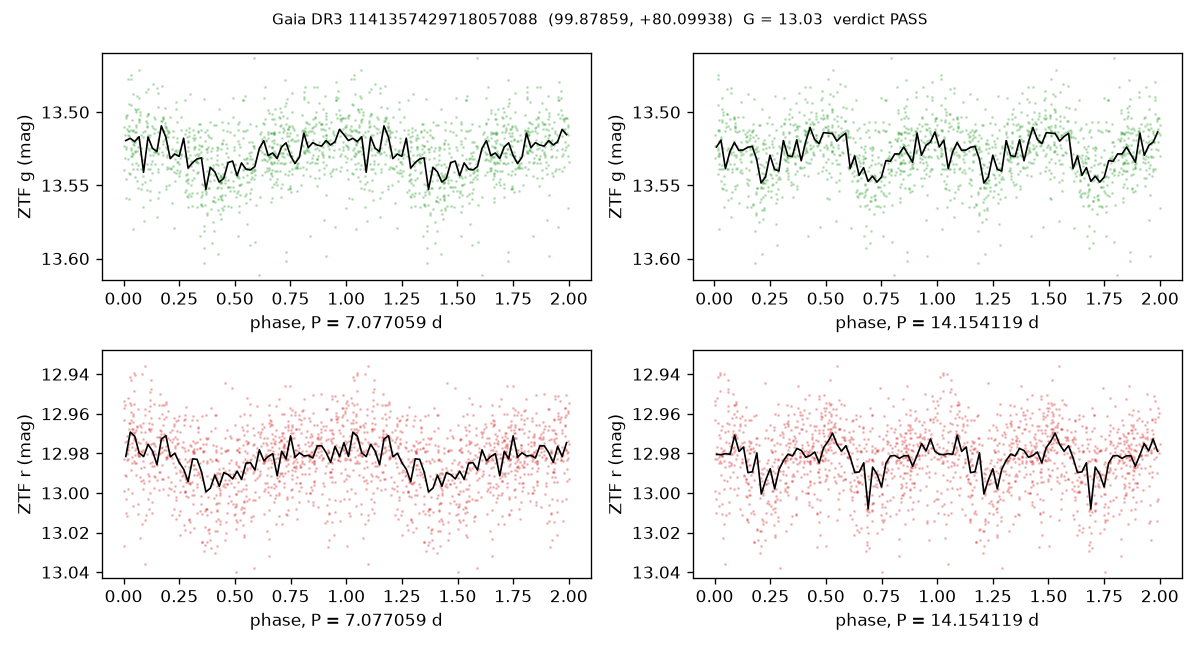 Gaia DR3 1141357429718057088 (99.87859, +80.09938) G = 13.03 verdict PASS
ZTF g (mag)
13.50
13.55
13.60
0.00 0.25 0.50 0.75 1.00 1.25 1.50 1.75 2.00
phase, P = 7.077059 d
ZTF g (mag)
13.50
13.55
13.60
0.00 0.25 0.50 0.75 1.00 1.25 1.50 1.75 2.00
phase, P = 14.154119 d
ZTF r (mag)
12.94
12.96
12.98
13.00
13.02
13.04
0.00 0.25 0.50 0.75 1.00 1.25 1.50 1.75 2.00
phase, P = 7.077059 d
ZTF r (mag)
12.94
12.96
12.98
13.00
13.02
13.04
0.00 0.25 0.50 0.75 1.00 1.25 1.50 1.75 2.00
phase, P = 14.154119 d